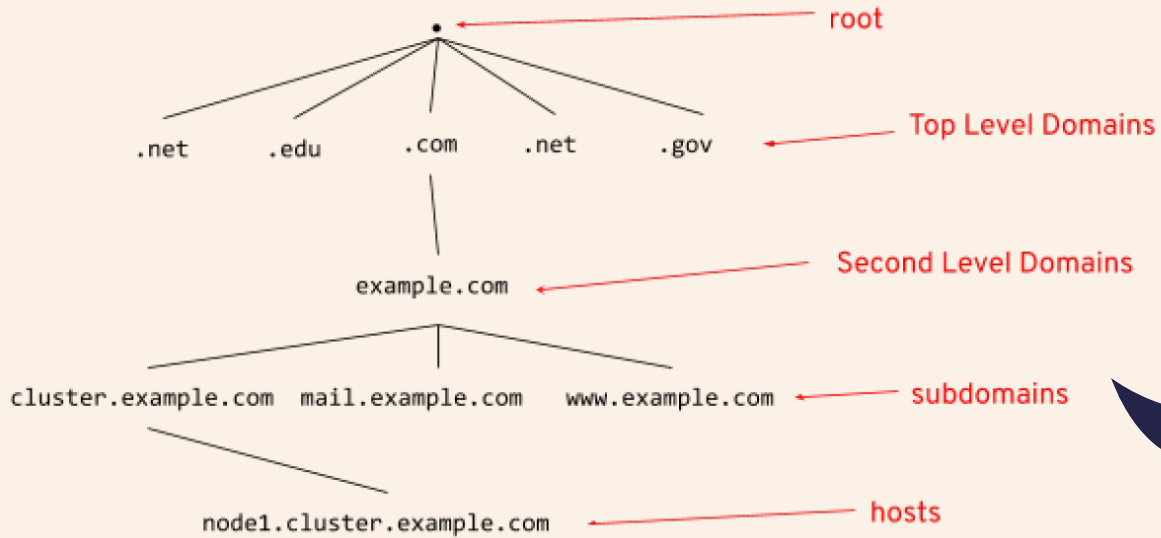 root
.net .edu .com .net .gov
Top Level Domains
example.com
Second Level Domains
cluster.example.com mail.example.com www.example.com
subdomains
node1.cluster.example.com
hosts